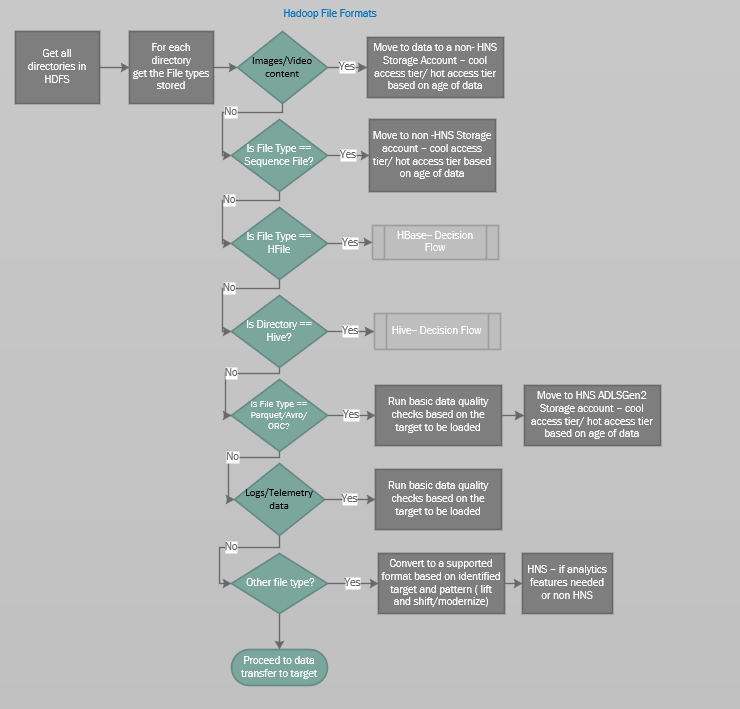 Hadoop File Formats
Get all
directories in
HDFS
For each
directory
get the File types
stored
Images/Video
content
Yes
Move to data to a non- HNS
Storage Account – cool
access tier/ hot access tier
based on age of data
No
Is File Type ==
Sequence File?
Yes
Move to non -HNS Storage
account – cool access
tier/ hot access tier based
on age of data
No
Is File Type ==
HFile
Yes
HBase– Decision
Flow
No
Is Directory ==
Hive?
Yes
Hive– Decision Flow
No
Is File Type ==
Parquet/Avro/
ORC?
Yes
Run basic data quality
checks based on the
target to be loaded
Move to HNS ADLSGen2
Storage account – cool
access tier/ hot access tier
based on age of data
No
Logs/Telemetry
data
Yes
Run basic data quality
checks based on the
target to be loaded
No
Other file type?
Yes
Convert to a supported
format based on identified
target and pattern ( lift
and shift/modernize)
HNS – if analytics
features needed
or non HNS
Proceed to data
transfer to target